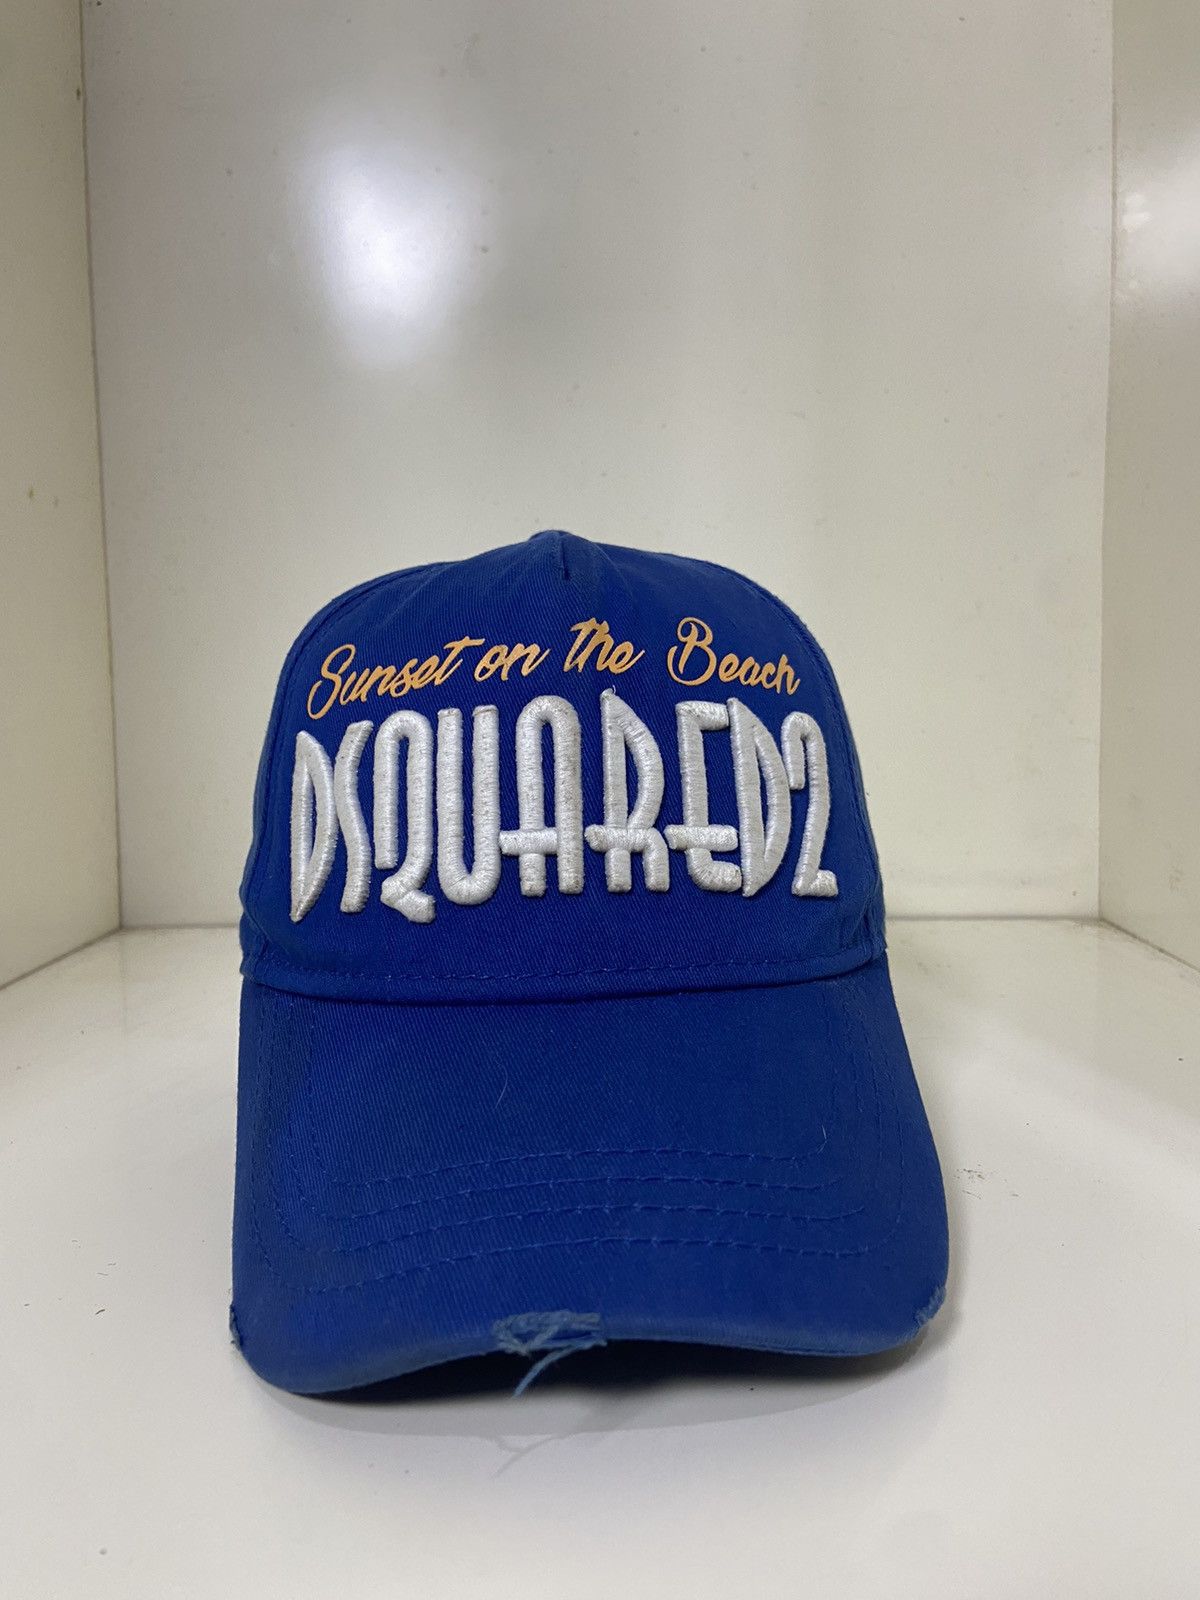 Sunset on the Beach
DSQUARED2